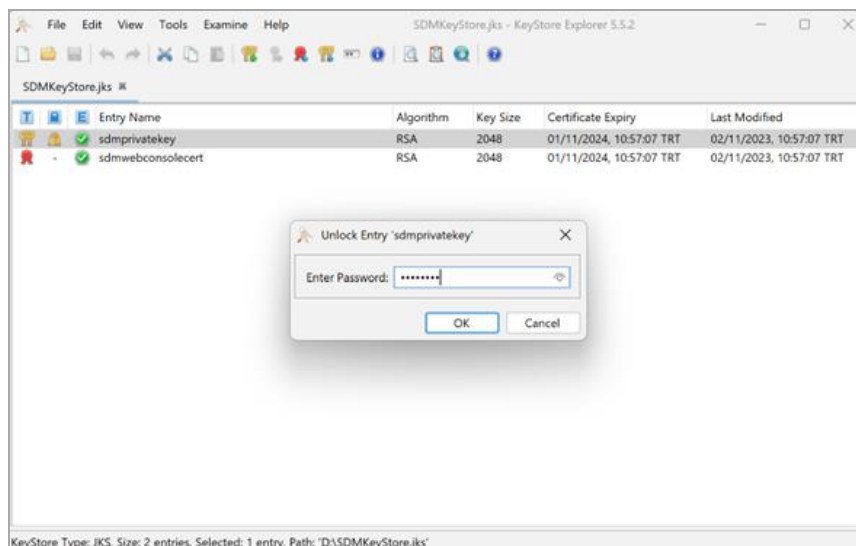 File Edit View Tools Examine Help SDMKeyStore.jks - KeyStore Explorer 5.5.2
SDMKeyStore.jks
T E Entry Name Algorithm Key Size Certificate Expiry Last Modified
sdmprivatekey RSA 2048 01/11/2024, 10:57:07 TRT 02/11/2023, 10:57:07 TRT
- sdmwebconsolecert RSA 2048 01/11/2024, 10:57:07 TRT 02/11/2023, 10:57:07 TRT
Unlock Entry 'sdmprivatekey'
Enter Password: ••••••••
OK Cancel
KeyStore Type: JKS, Size: 2 entries, Selected: 1 entry, Path: 'D:\SDMKeyStore.jks'